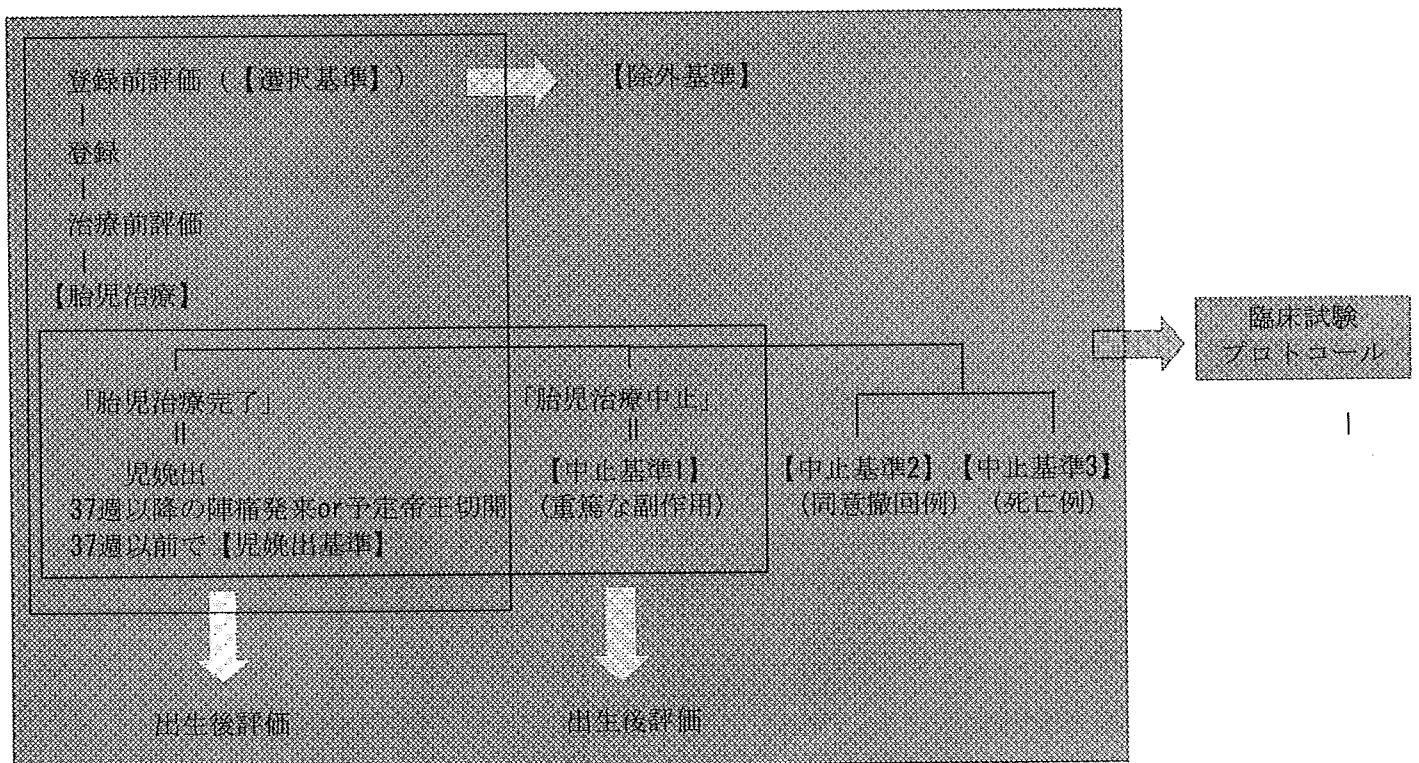 登録前評価（【選択基準】）
【除外基準】
登録
治療前評価
【胎児治療】
臨床試験
プロトコール
「胎児治療完了」
「胎児治療中止」
児娩出
【中止基準1】
【中止基準2】
【中止基準3】
37週以降の陣痛発来or予定帝王切開
（重篤な副作用）
（同意撤回例）
（死亡例）
37週以前で【児娩出基準】
出生後評価
出生後評価